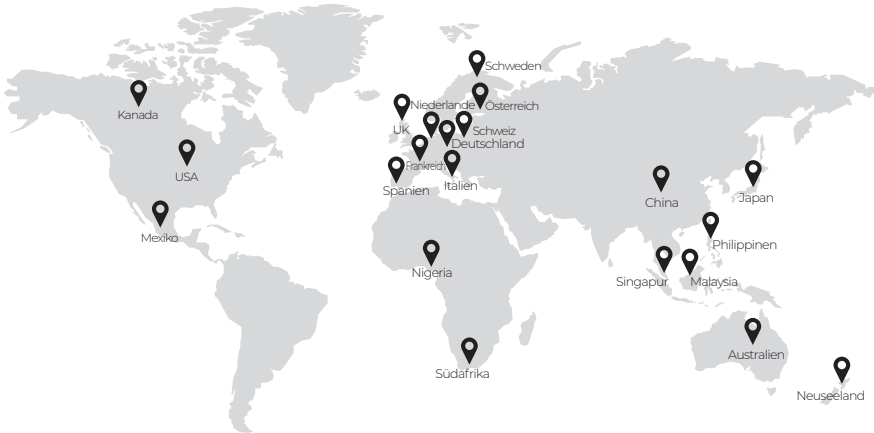 Schweden
Kanada
Niederlande
Österreich
UK
Schweiz
Deutschland
Frankreich
USA
Spanien
Italien
China
Japan
Mexiko
Philippinen
Nigeria
Singapur
Malaysia
Australien
Südafrika
Neuseeland